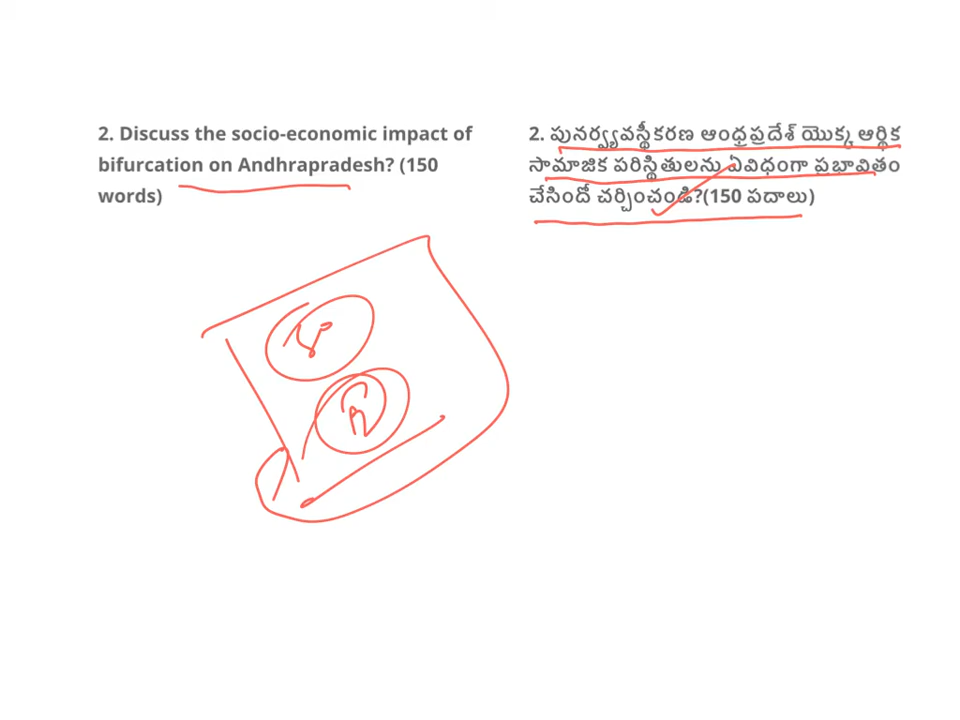 2. Discuss the socio-economic impact of
bifurcation on Andhrapradesh? (150
words)
2. పునర్వ్యవస్థీకరణ ఆంధ్రప్రదేశ్ యొక్క ఆర్థిక
సామాజిక పరిస్థితులను ఏవిధంగా ప్రభావితం
చేసిందో చర్చించండి?(150 పదాలు)